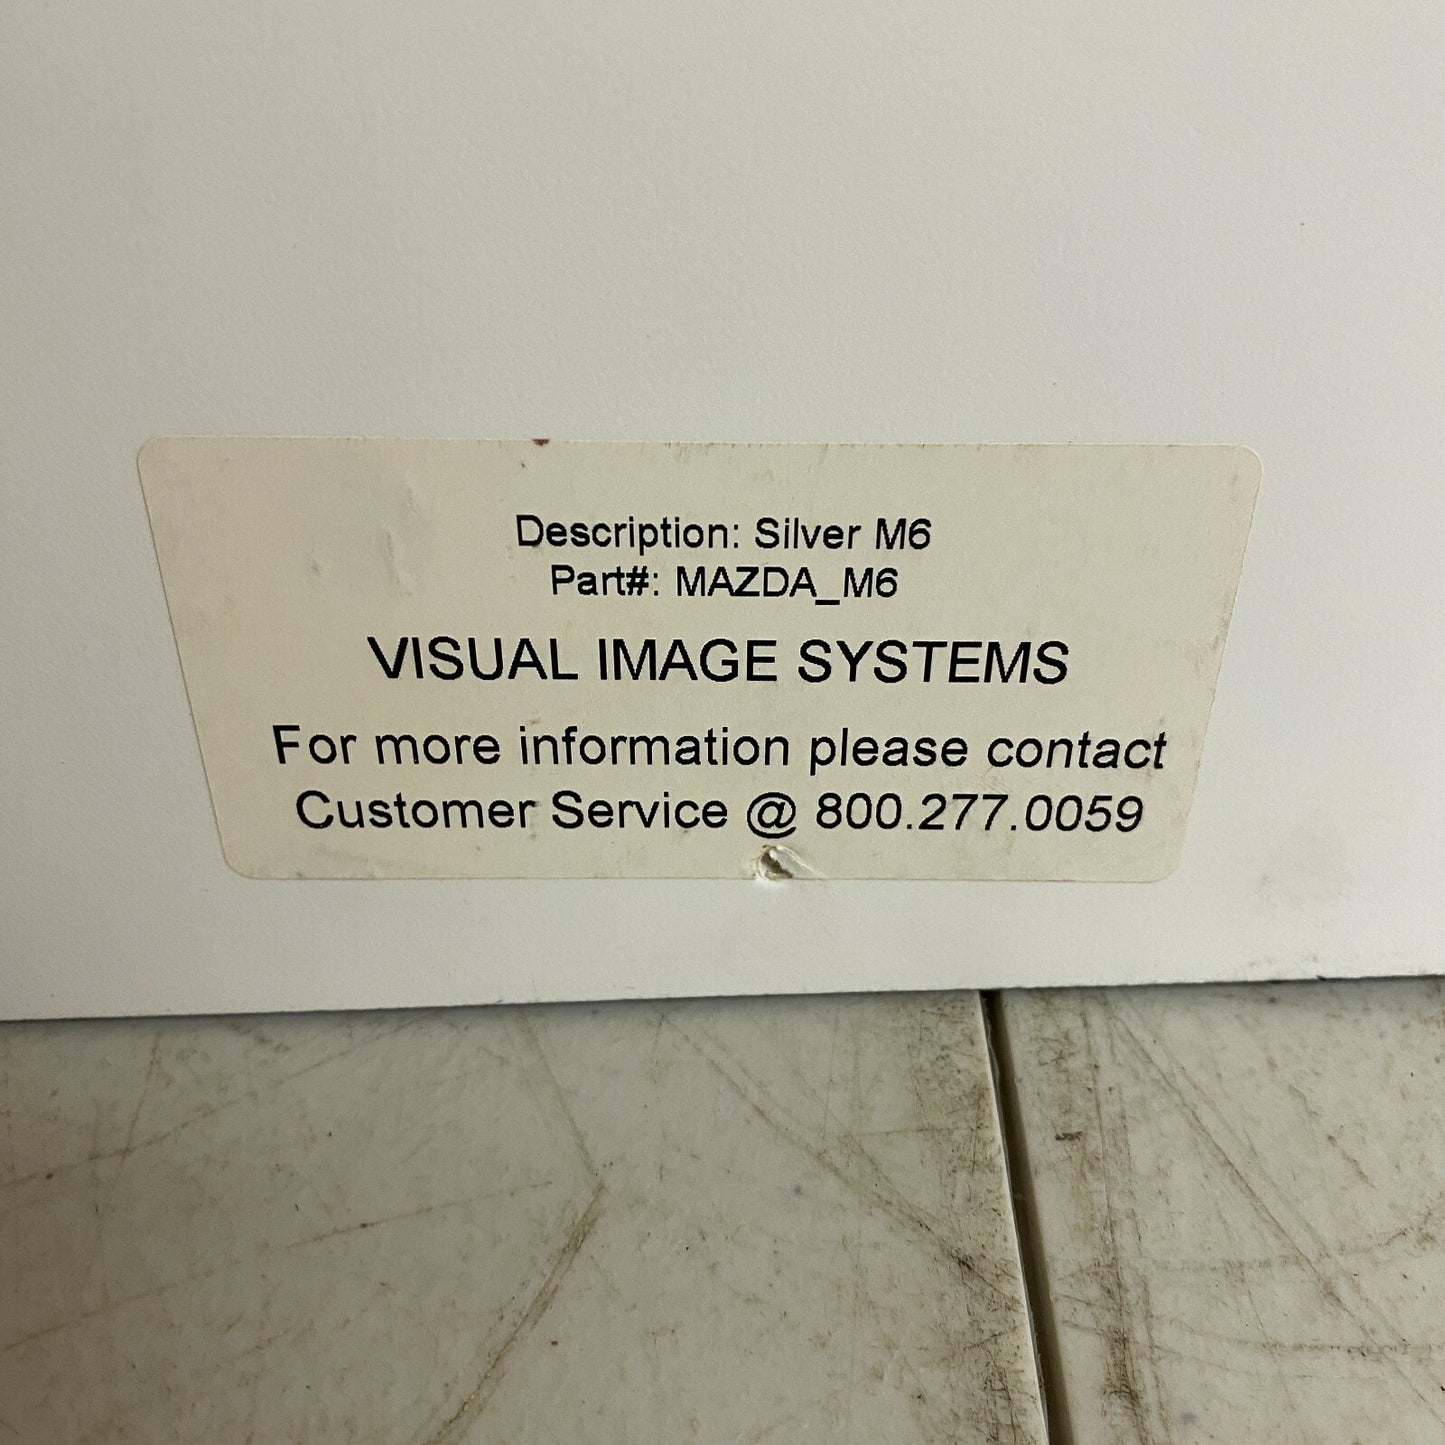 Description: Silver M6
Part#: MAZDA_M6
VISUAL IMAGE SYSTEMS
For more information please contact
Customer Service @ 800.277.0059